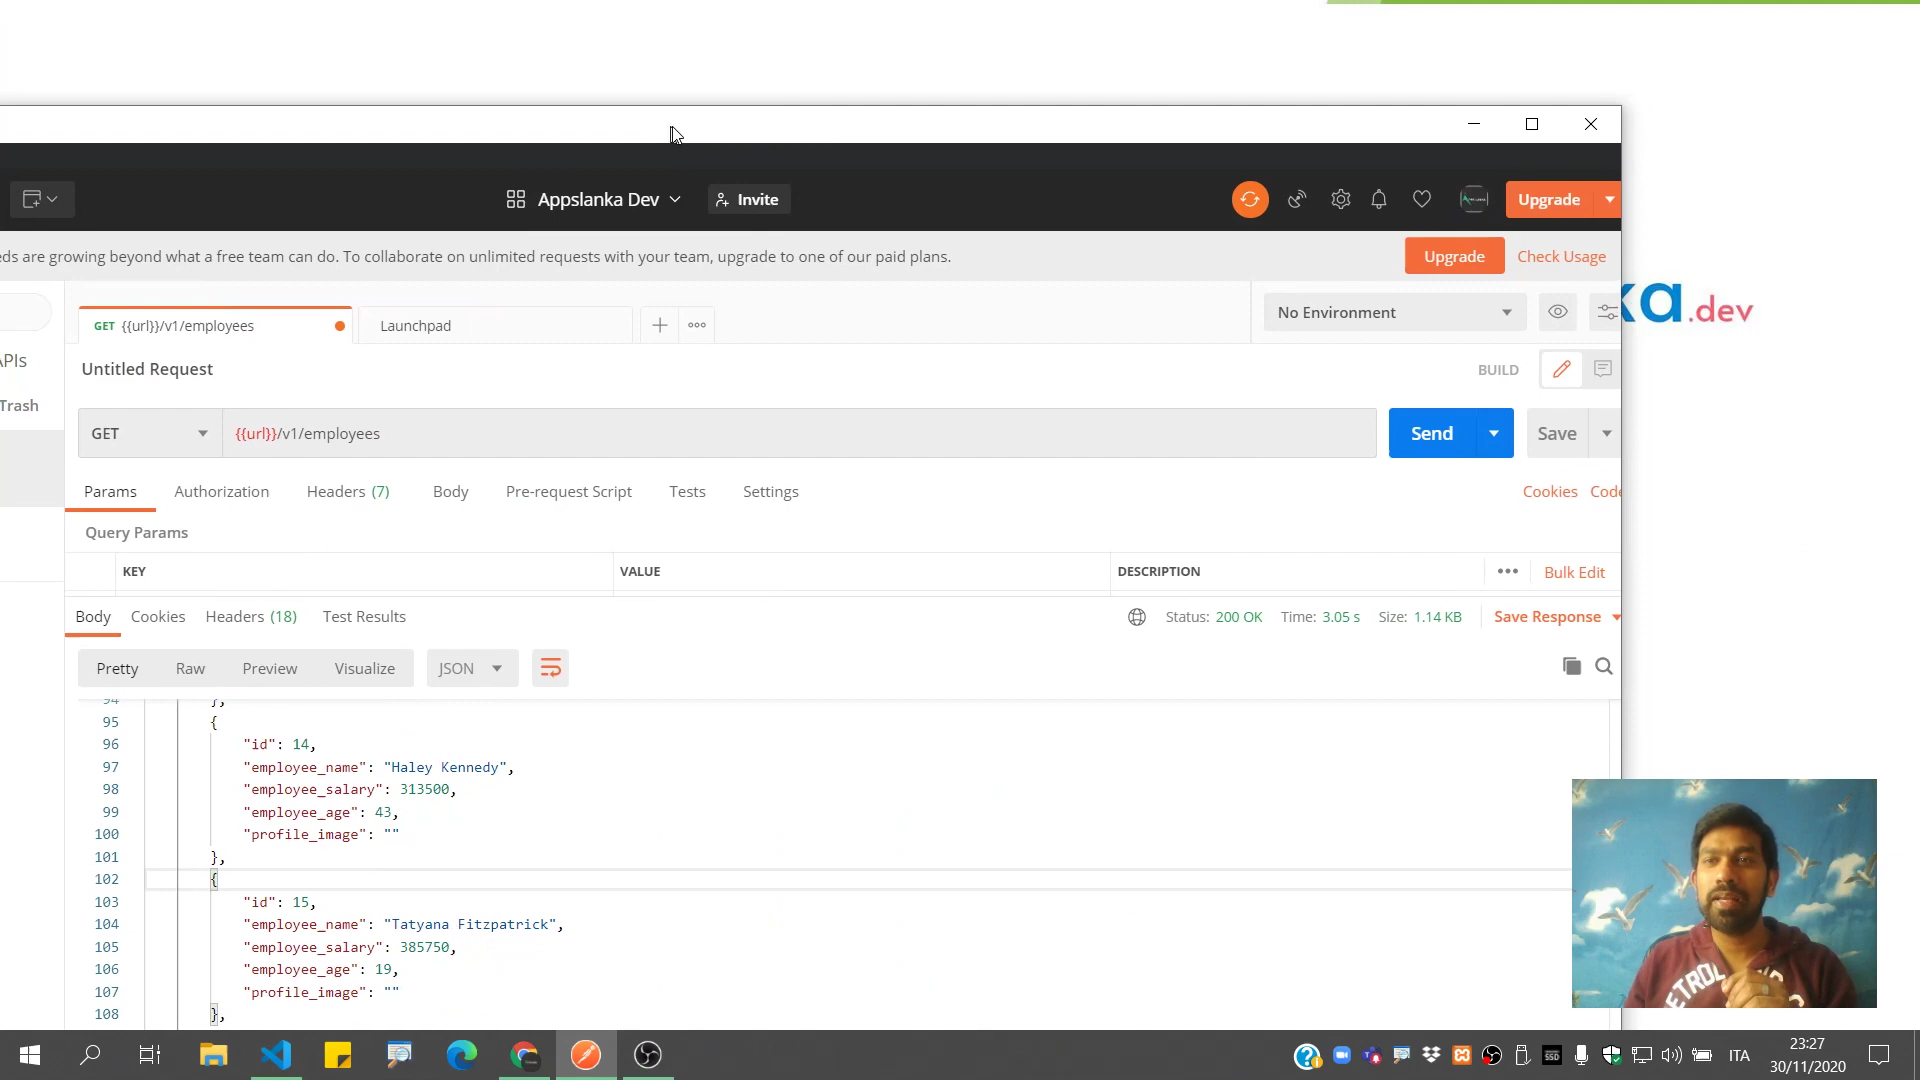 ka.dev
Appslanka Dev
Invite
Upgrade
eds are growing beyond what a free team can do. To collaborate on unlimited requests with your team, upgrade to one of our paid plans.
Upgrade
Check Usage
GET {{url}}/v1/employees
Launchpad
No Environment
APIs
Trash
Untitled Request
BUILD
GET
{{url}}/v1/employees
Send
Save
Params
Authorization
Headers (7)
Body
Pre-request Script
Tests
Settings
Cookies
Code
Query Params
KEY
VALUE
DESCRIPTION
Bulk Edit
Body
Cookies
Headers (18)
Test Results
Status: 200 OK
Time: 3.05 s
Size: 1.14 KB
Save Response
Pretty
Raw
Preview
Visualize
JSON
94 },
95 {
96 "id": 14,
97 "employee_name": "Haley Kennedy",
98 "employee_salary": 313500,
99 "employee_age": 43,
100 "profile_image": ""
101 },
102 {
103 "id": 15,
104 "employee_name": "Tatyana Fitzpatrick",
105 "employee_salary": 385750,
106 "employee_age": 19,
107 "profile_image": ""
108 },
PETROL
SSD
ITA
23:27
30/11/2020